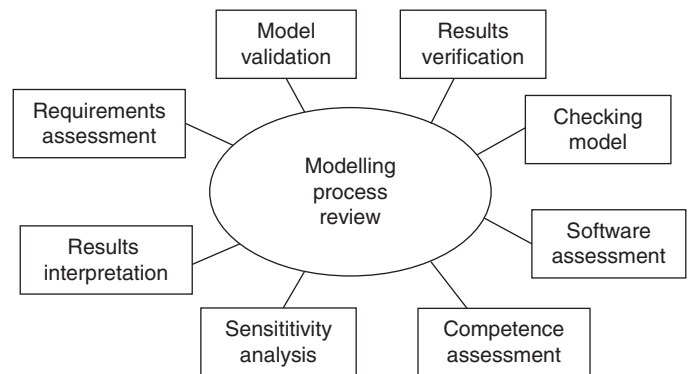 Model
validation
Results
verification
Requirements
assessment
Checking
model
Modelling
process
review
Results
interpretation
Software
assessment
Sensititivity
analysis
Competence
assessment